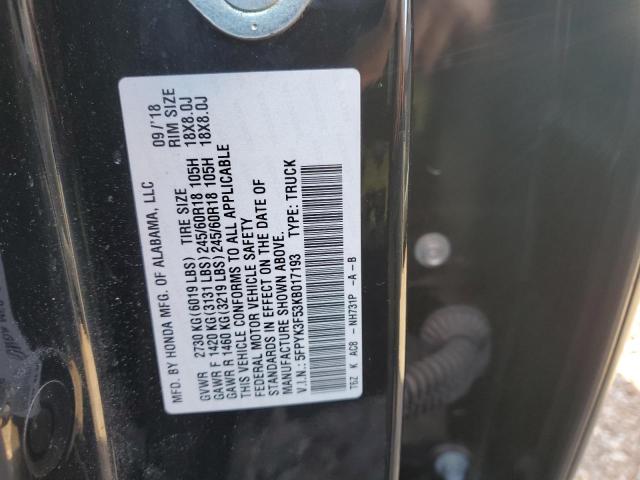 MFD. BY HONDA MFG. OF ALABAMA, LLC 09/'18
GVWR 2730 KG (6019 LBS) TIRE SIZE RIM SIZE
GAWR F 1420 KG (3131 LBS) 245/60R18 105H 18X8.0J
GAWR R 1460 KG (3219 LBS) 245/60R18 105H 18X8.0J
THIS VEHICLE CONFORMS TO ALL APPLICABLE
FEDERAL MOTOR VEHICLE SAFETY
STANDARDS IN EFFECT ON THE DATE OF
MANUFACTURE SHOWN ABOVE.
V.I.N.: 5FPYK3F53KB017193 TYPE: TRUCK
T6Z K AC8 - NH731P -A-B